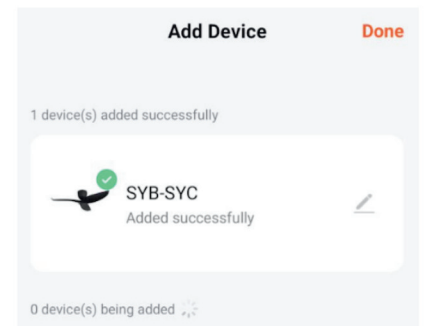 Add Device Done
1 device(s) added successfully
SYB-SYC
Added successfully
0 device(s) being added